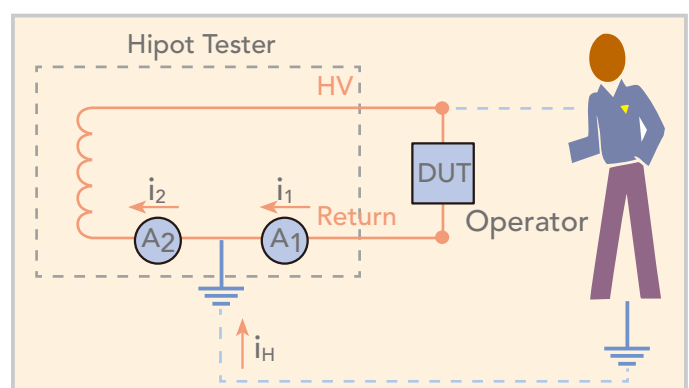 Hipot Tester
HV
DUT
i2
i1
Return
Operator
A2
A1
iH